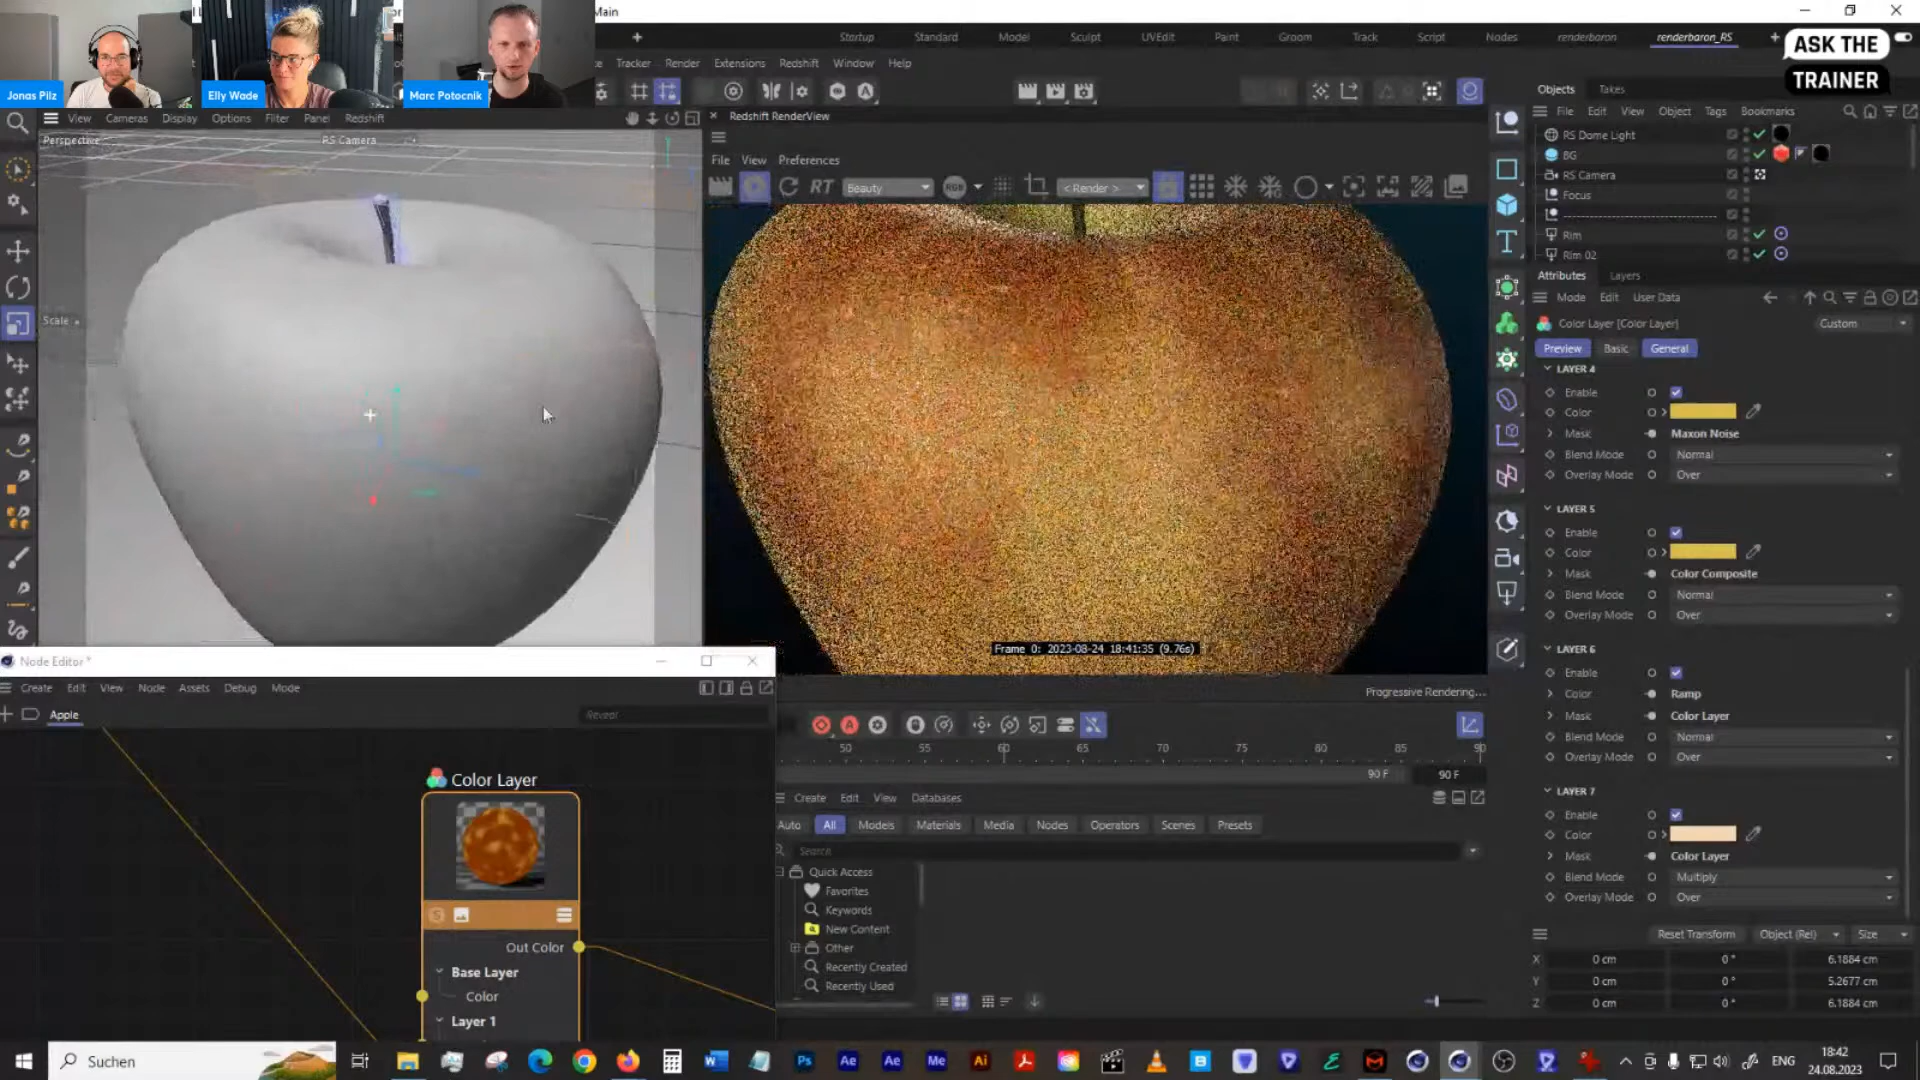 Main
Startup Standard Model Sculpt UVEdit Paint Groom Track Script Nodes renderbaron renderbaron_RS
ASK THE
TRAINER
Jonas Pilz
Elly Wade
Marc Potocnik
Tracker Render Extensions Redshift Window Help
View Cameras Display Options Filter Panel Redshift
Perspective
RS Camera
Scale
Redshift RenderView
File View Preferences
RT Beauty RGB < Render >
Frame 0: 2023-08-24 18:41:35 (9.76s)
Progressive Rendering...
Objects Takes
File Edit View Object Tags Bookmarks
RS Dome Light
BG
RS Camera
Focus
Rim
Rim 02
Attributes Layers
Mode Edit User Data
Color Layer [Color Layer] Custom
Preview Basic General
LAYER 4
Enable
Color
Mask Maxon Noise
Blend Mode Normal
Overlay Mode Over
LAYER 5
Enable
Color
Mask Color Composite
Blend Mode Normal
Overlay Mode Over
LAYER 6
Enable
Color Ramp
Mask Color Layer
Blend Mode Normal
Overlay Mode Over
LAYER 7
Enable
Color
Mask Color Layer
Blend Mode Multiply
Overlay Mode Over
Reset Transform Object (Rel) Size
X 0 cm 0 ° 6.1884 cm
Y 0 cm 0 ° 5.2677 cm
Z 0 cm 0 ° 6.1884 cm
Node Editor *
Create Edit View Node Assets Debug Mode
Apple
Reveal
Color Layer
Out Color
Base Layer
Color
Layer 1
50 55 60 65 70 75 80 85 90
90 F 90 F
Create Edit View Databases
Auto All Models Materials Media Nodes Operators Scenes Presets
Search
Quick Access
Favorites
Keywords
New Content
Other
Recently Created
Recently Used
Suchen
Ps Ae Ae Me Ai
ENG
18:42
24.08.2023